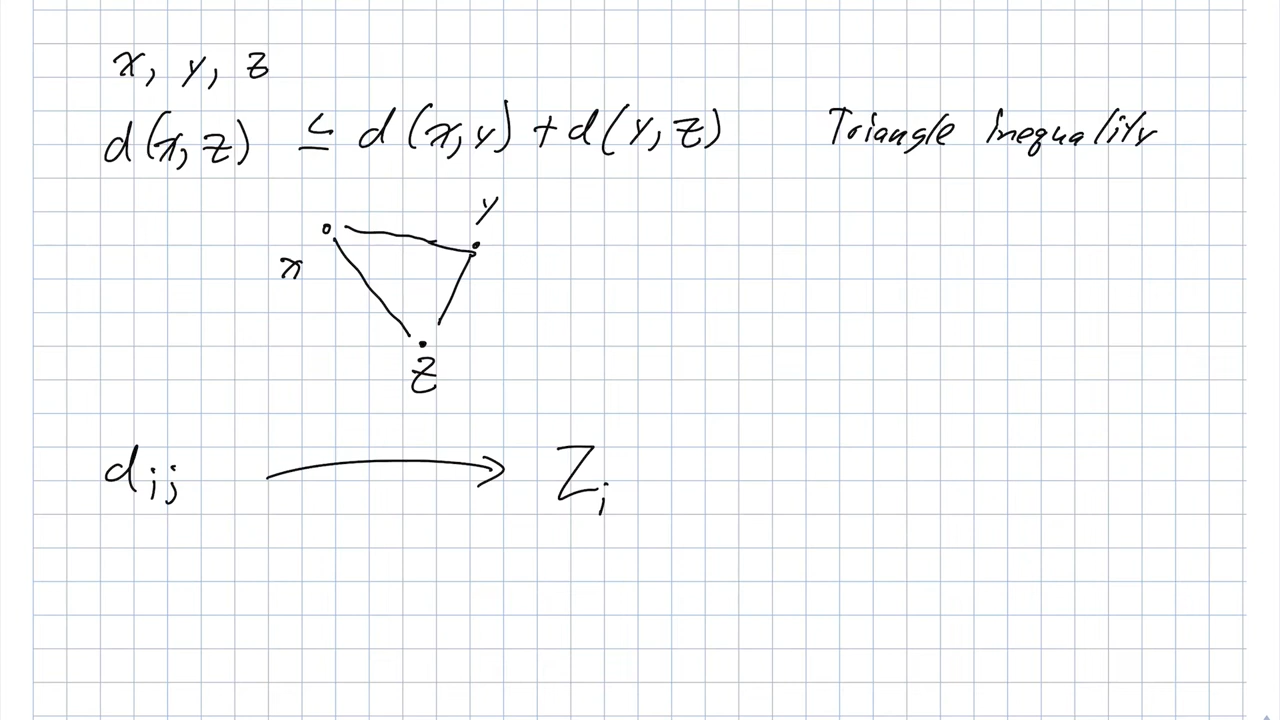 x, y, z
d(x,z) ≤ d(x,y) + d(y,z) Triangle inequality
y
x
z
d_ij → Z_i